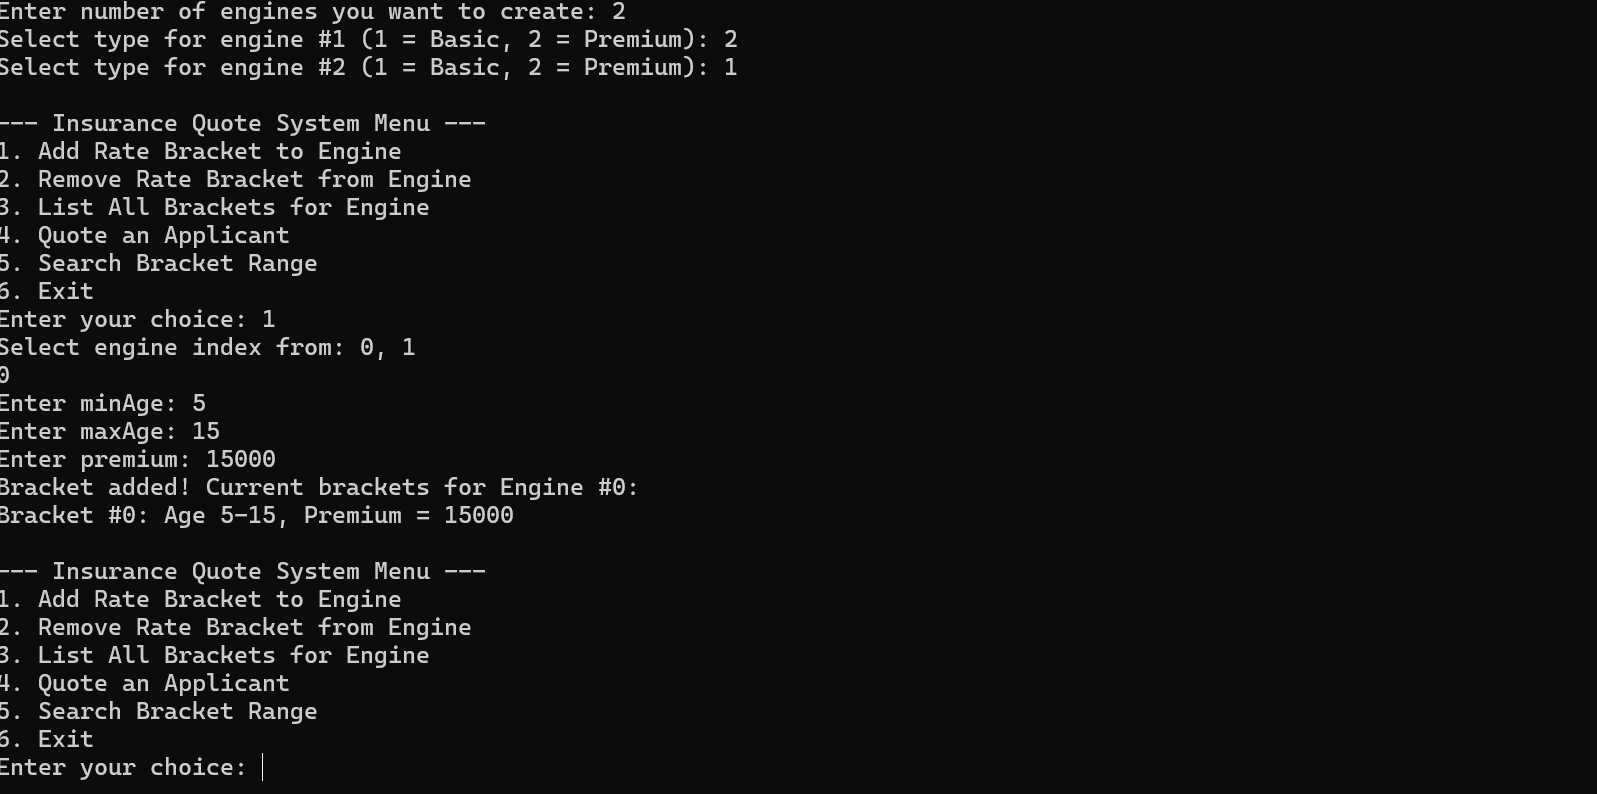 Enter number of engines you want to create: 2
Select type for engine #1 (1 = Basic, 2 = Premium): 2
Select type for engine #2 (1 = Basic, 2 = Premium): 1
--- Insurance Quote System Menu ---
1. Add Rate Bracket to Engine
2. Remove Rate Bracket from Engine
3. List All Brackets for Engine
4. Quote an Applicant
5. Search Bracket Range
6. Exit
Enter your choice: 1
Select engine index from: 0, 1
0
Enter minAge: 5
Enter maxAge: 15
Enter premium: 15000
Bracket added! Current brackets for Engine #0:
Bracket #0: Age 5-15, Premium = 15000
--- Insurance Quote System Menu ---
1. Add Rate Bracket to Engine
2. Remove Rate Bracket from Engine
3. List All Brackets for Engine
4. Quote an Applicant
5. Search Bracket Range
6. Exit
Enter your choice: